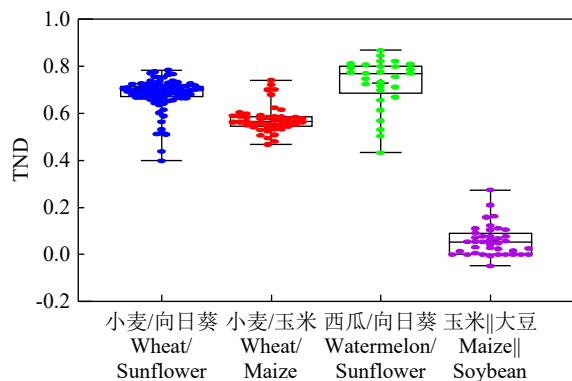 1.0
0.8
0.6
0.4
0.2
0.0
-0.2
TND
小麦/向日葵 小麦/玉米 西瓜/向日葵 玉米||大豆
Wheat/ Wheat/ Watermelon/ Maize||
Sunflower Maize Sunflower Soybean